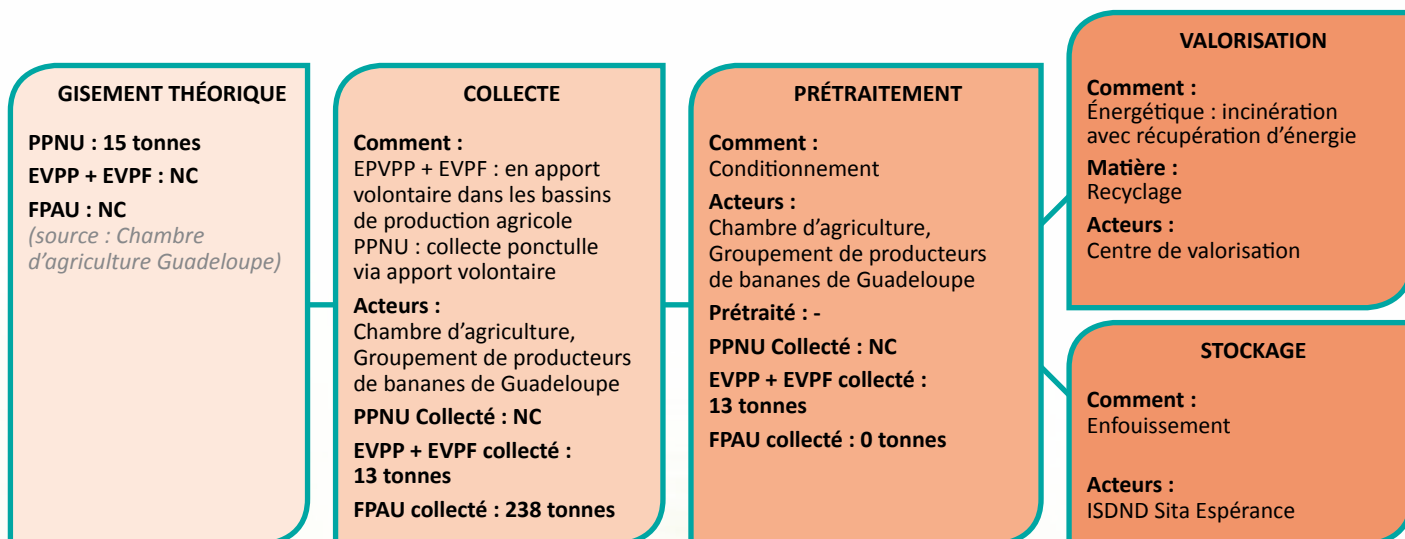 GISEMENT THÉORIQUE
PPNU : 15 tonnes
EVPP + EVPF : NC
FPAU : NC
(source : Chambre
d'agriculture Guadeloupe)
COLLECTE
Comment :
EPVPP + EVPF : en apport
volontaire dans les bassins
de production agricole
PPNU : collecte ponctulle
via apport volontaire
Acteurs :
Chambre d'agriculture,
Groupement de producteurs
de bananes de Guadeloupe
PPNU Collecté : NC
EVPP + EVPF collecté :
13 tonnes
FPAU collecté : 238 tonnes
PRÉTRAITEMENT
Comment :
Conditionnement
Acteurs :
Chambre d'agriculture,
Groupement de producteurs
de bananes de Guadeloupe
Prétraité : -
PPNU Collecté : NC
EVPP + EVPF collecté :
13 tonnes
FPAU collecté : 0 tonnes
VALORISATION
Comment :
Énergétique : incinération
avec récupération d'énergie
Matière :
Recyclage
Acteurs :
Centre de valorisation
STOCKAGE
Comment :
Enfouissement
Acteurs :
ISDND Sita Espérance